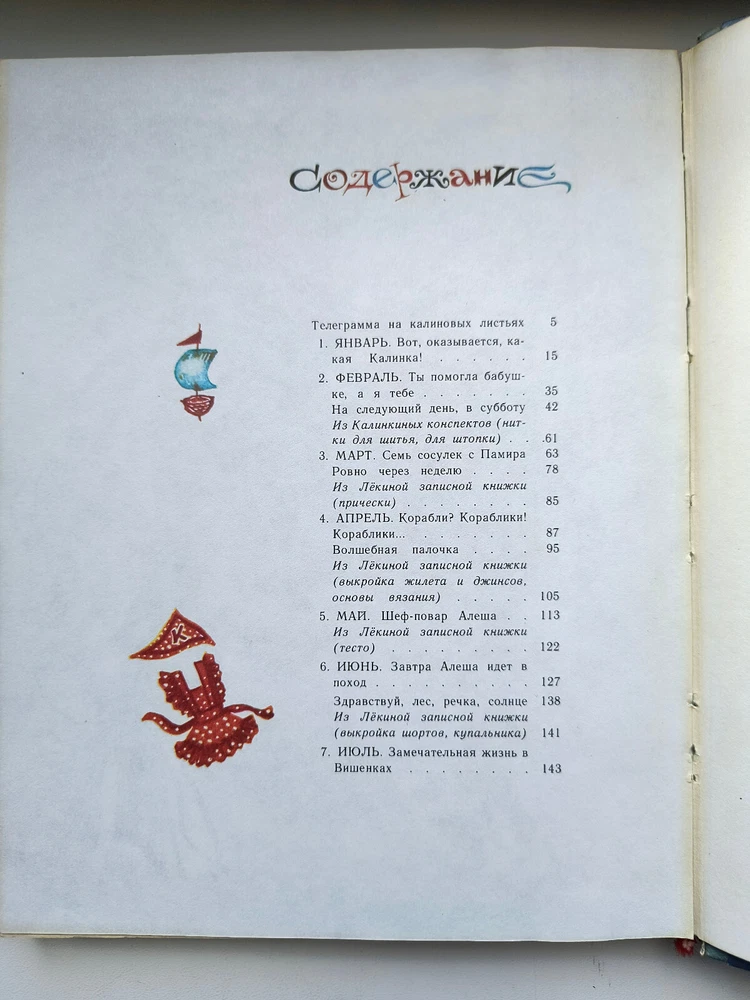 Содержание
Телеграмма на калиновых листьях 5
1. ЯНВАРЬ. Вот, оказывается, ка-
кая Калинка! . . . . . . 15
2. ФЕВРАЛЬ. Ты помогла бабуш-
ке, а я тебе . . . . . . . 35
На следующий день, в субботу 42
Из Калинкиных конспектов (нит-
ки для шитья, для штопки) . . .61
3. МАРТ. Семь сосулек с Памира 63
Ровно через неделю . . . . 78
Из Лёкиной записной книжки
(прически) . . . . . . . . 85
4. АПРЕЛЬ. Корабли? Кораблики!
Кораблики... . . . . . . . 87
Волшебная палочка . . . . 95
Из Лёкиной записной книжки
(выкройка жилета и джинсов,
основы вязания) . . . . . 105
5. МАЙ. Шеф-повар Алеша . . 113
Из Лёкиной записной книжки
(тесто) . . . . . . . . . 122
6. ИЮНЬ. Завтра Алеша идет в
поход . . . . . . . . . . 127
Здравствуй, лес, речка, солнце 138
Из Лёкиной записной книжки
(выкройка шортов, купальника) 141
7. ИЮЛЬ. Замечательная жизнь в
Вишенках . . . . . . . . 143
К